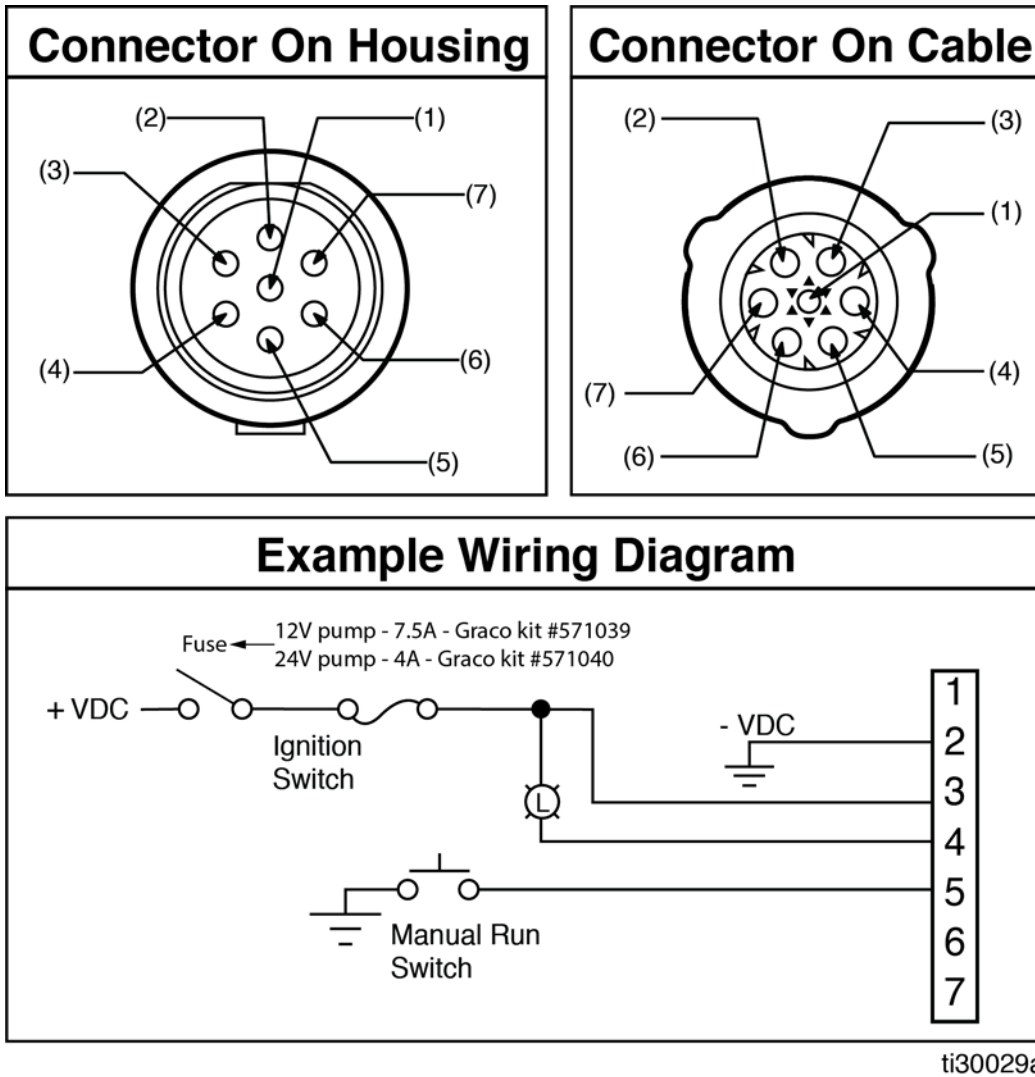 Connector On Housing
(2)
(1)
(3)
(7)
(4)
(6)
(5)
Connector On Cable
(2)
(3)
(1)
(4)
(7)
(6)
(5)
Example Wiring Diagram
Fuse
12V pump - 7.5A - Graco kit #571039
24V pump - 4A - Graco kit #571040
+ VDC
Ignition
Switch
- VDC
L
Manual Run
Switch
1
2
3
4
5
6
7
ti30029a